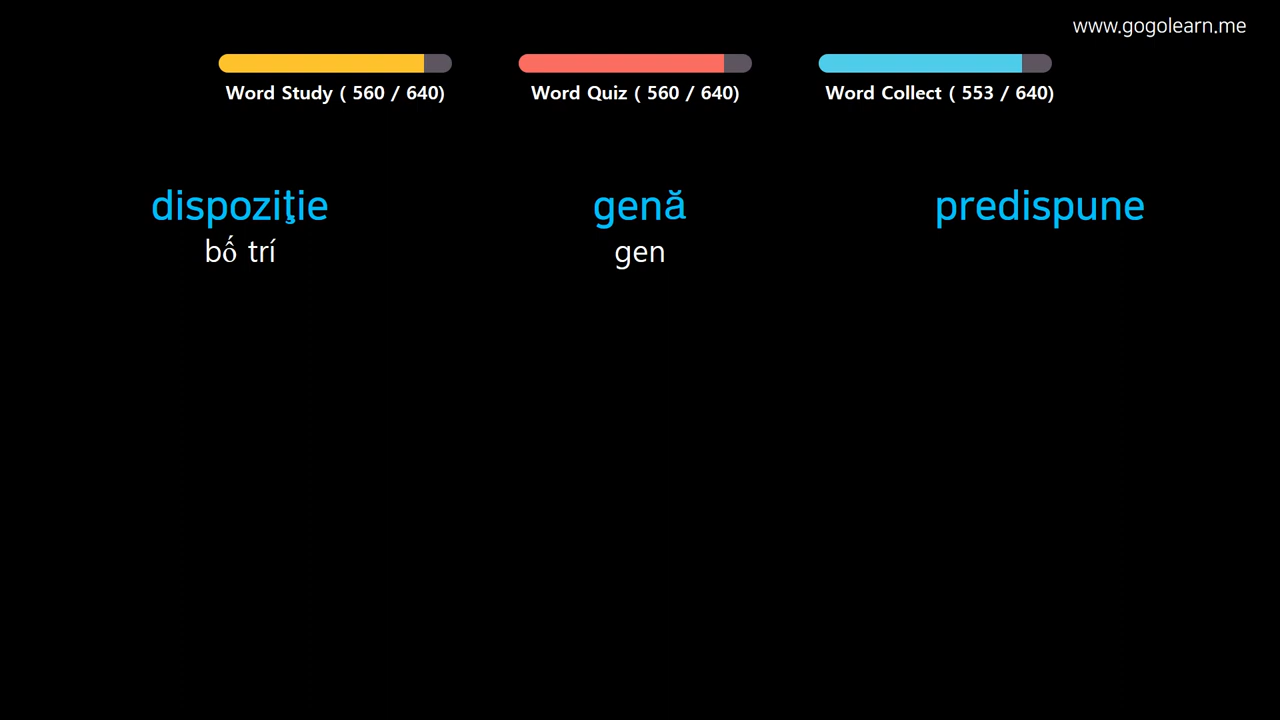 www.gogolearn.me
Word Study ( 560 / 640)
Word Quiz ( 560 / 640)
Word Collect ( 553 / 640)
dispoziţie
bố trí
genă
gen
predispune